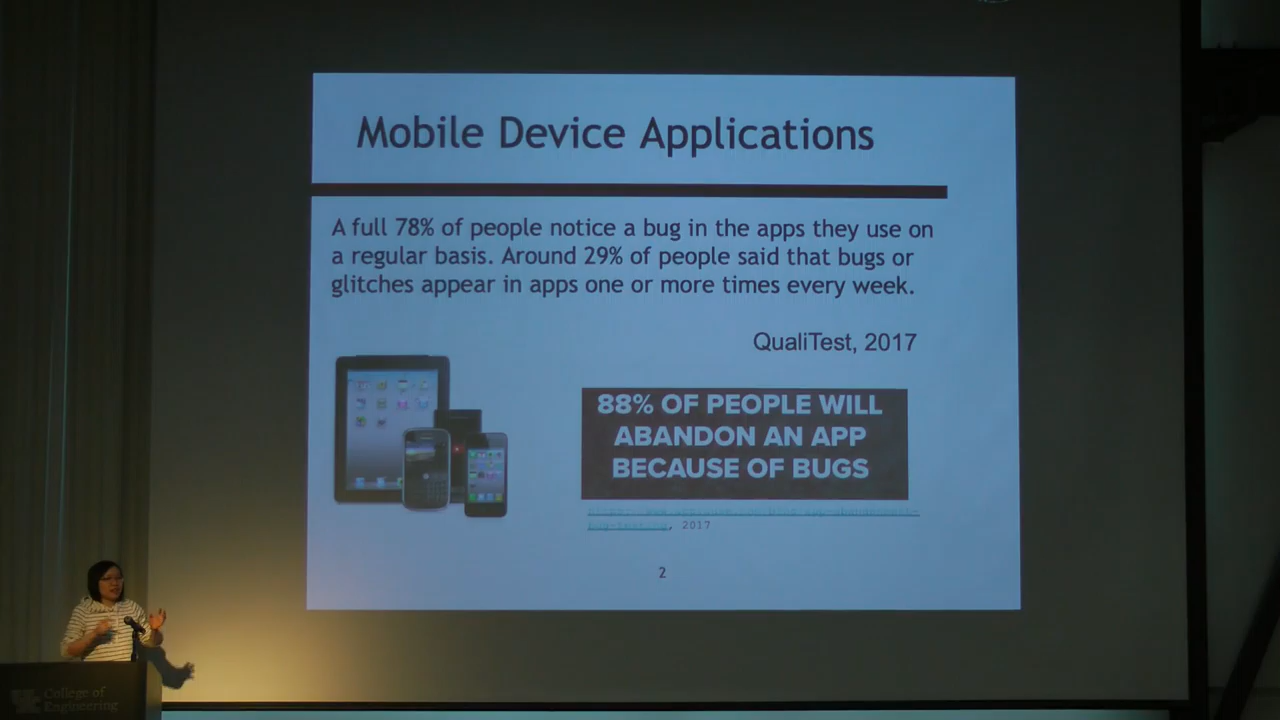 Mobile Device Applications
A full 78% of people notice a bug in the apps they use on
a regular basis. Around 29% of people said that bugs or
glitches appear in apps one or more times every week.
QualiTest, 2017
88% OF PEOPLE WILL
ABANDON AN APP
BECAUSE OF BUGS
, 2017
2
College of
Engineering